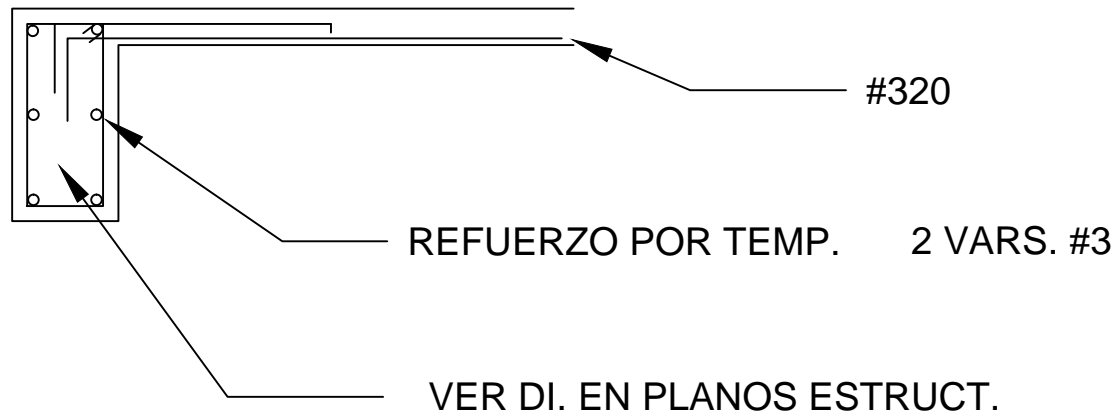 #320
REFUERZO POR TEMP. 2 VARS. #3
VER DI. EN PLANOS ESTRUCT.